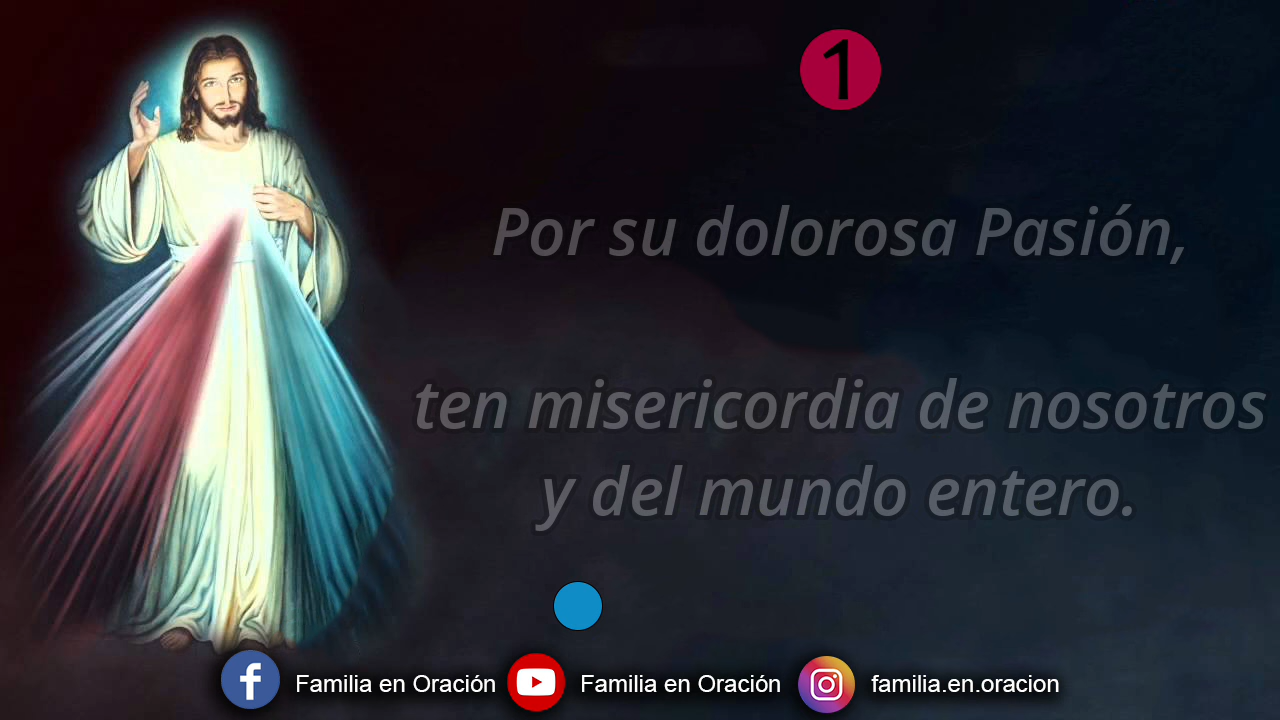 1
Por su dolorosa Pasión,
ten misericordia de nosotros
y del mundo entero.
Familia en Oración
Familia en Oración
familia.en.oracion